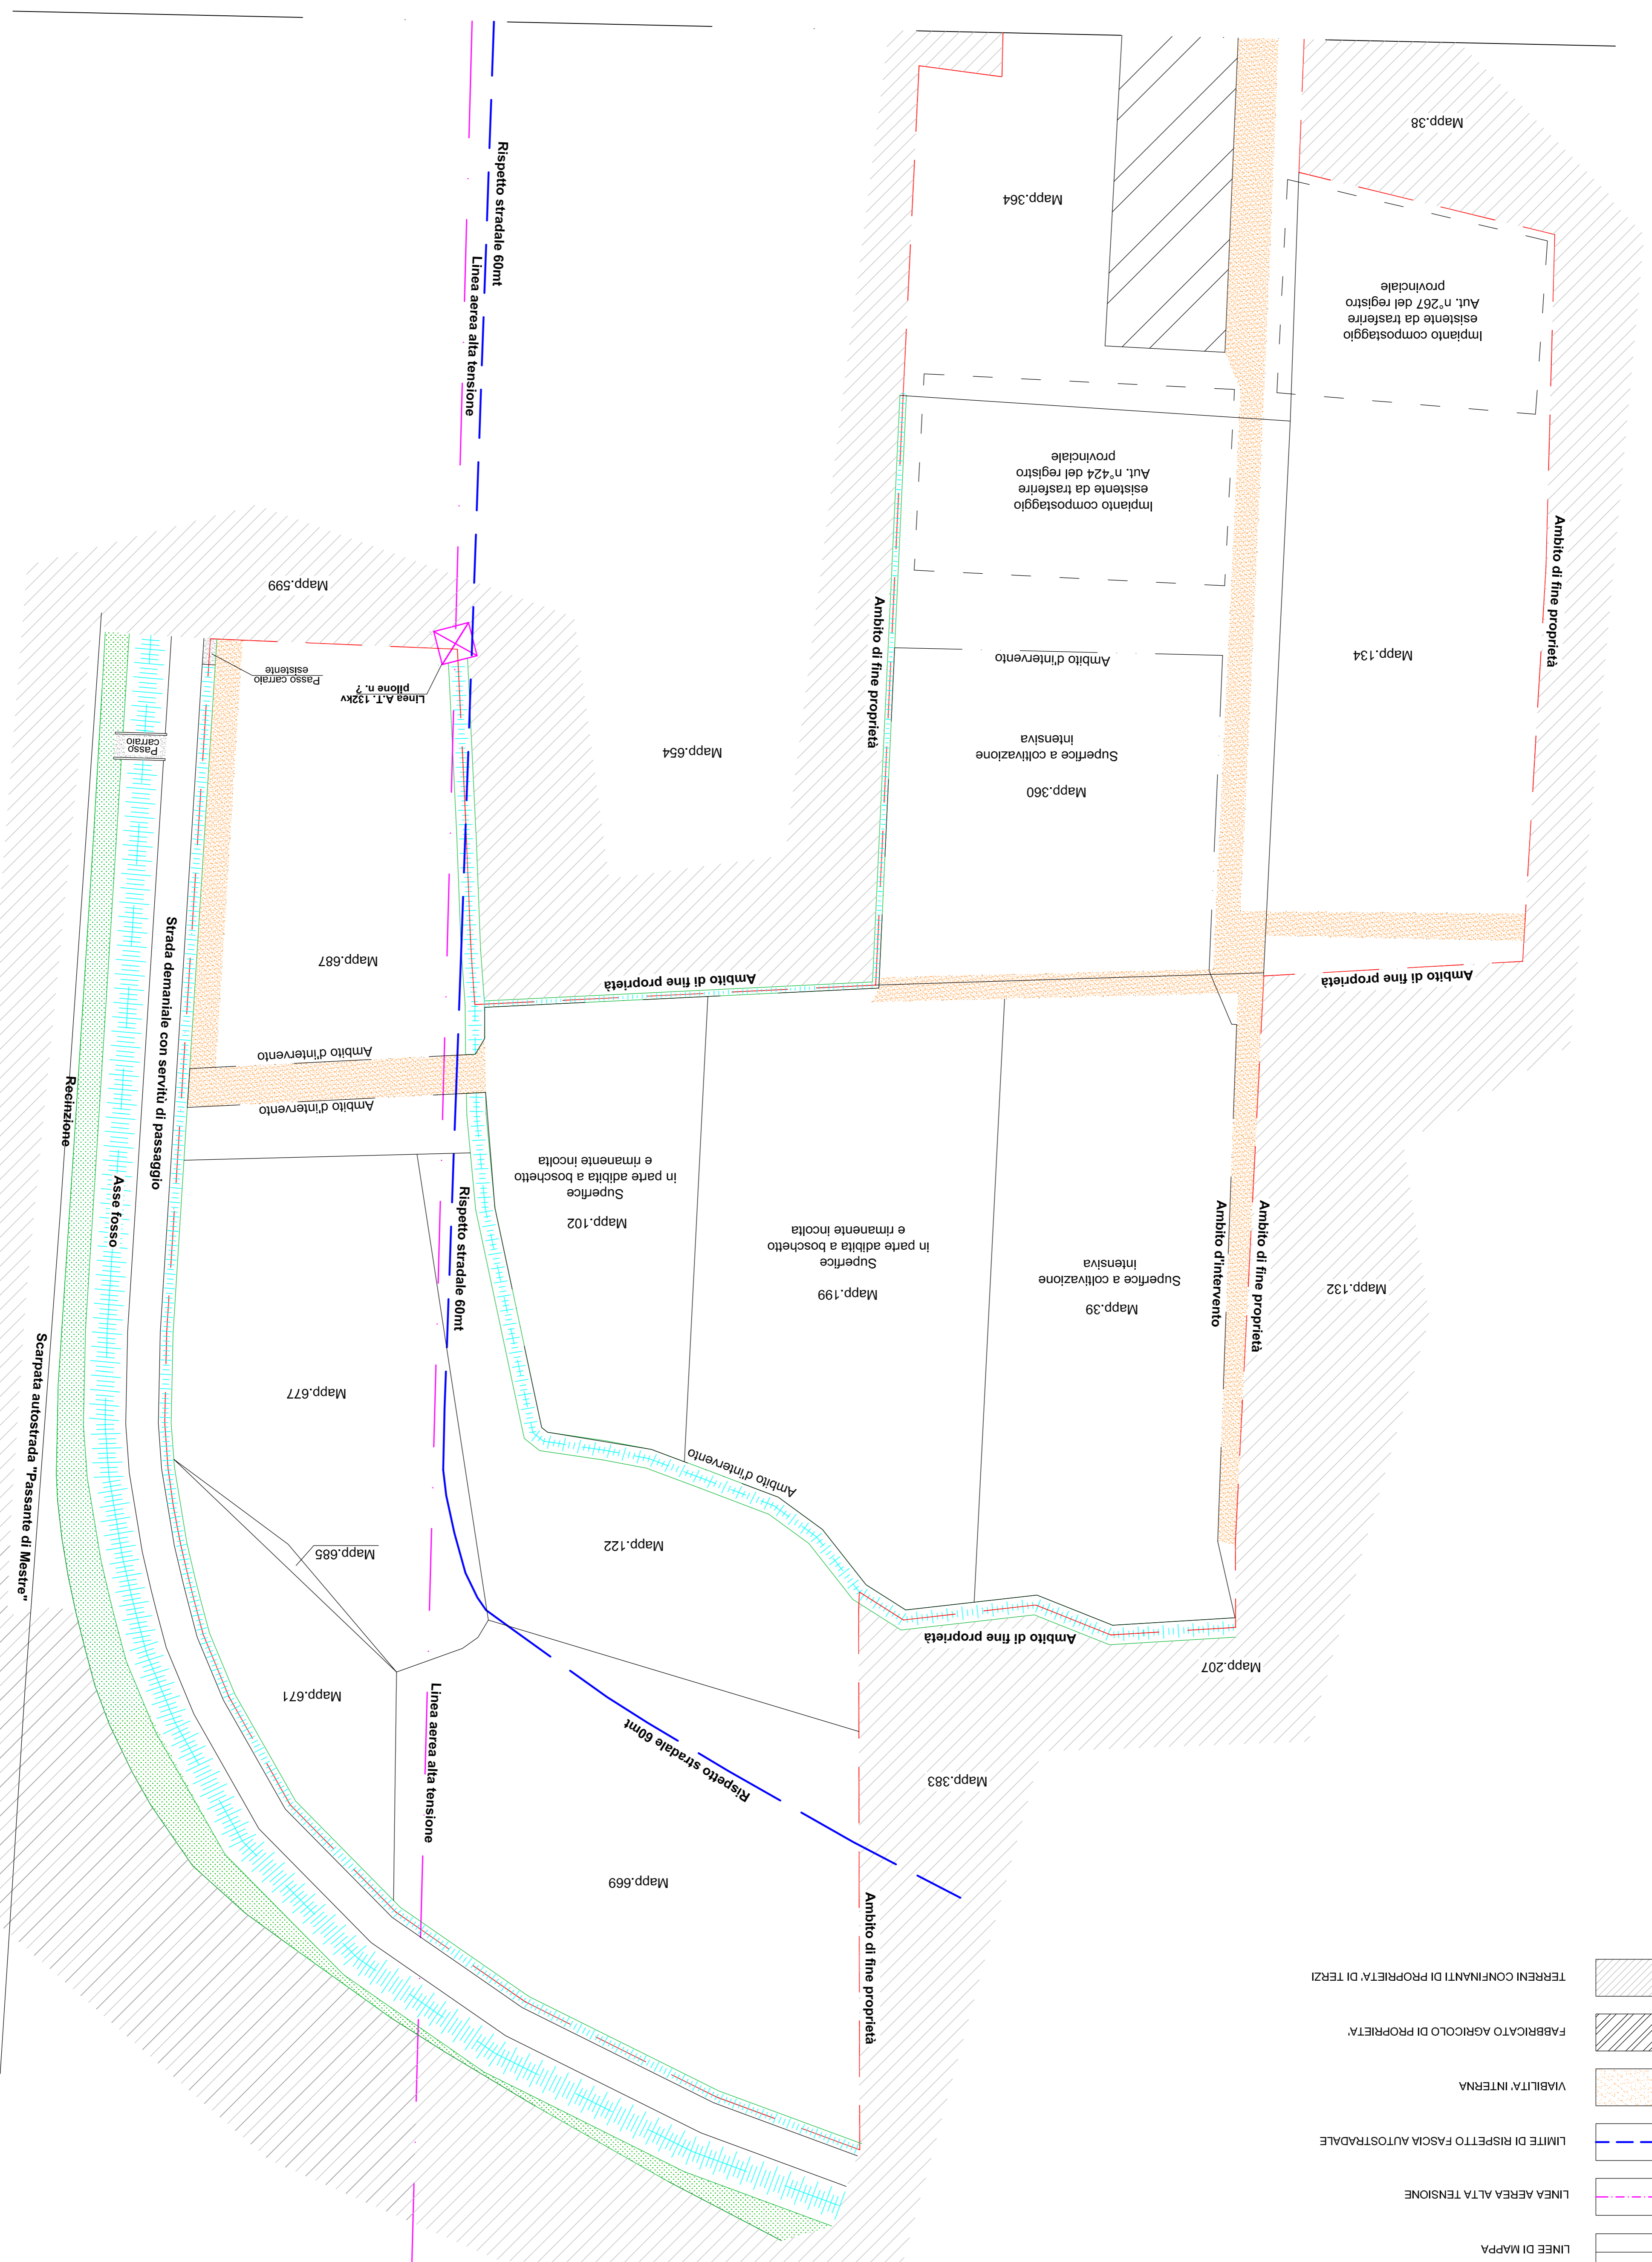 Mapp.38
Mapp.364
Rispetto stradale 60mt
Linea aerea alta tensione
Impianto compostaggio
esistente da trasferire
Aut. n°267 del registro
provinciale
Impianto compostaggio
esistente da trasferire
Aut. n°424 del registro
provinciale
Ambito di fine proprietà
Ambito di fine proprietà
Mapp.599
Passo carraio
esistente
Linea A.T. 132kv
pilone n. ?
Passo
carraio
Mapp.654
Ambito d'intervento
Mapp.134
Superfice a coltivazione
intensiva
Mapp.360
Strada demaniale con servitù di passaggio
Mapp.687
Ambito di fine proprietà
Ambito di fine proprietà
Ambito d'intervento
Ambito d'intervento
Recinzione
Asse fosso
Rispetto stradale 60mt
Mapp.102
Superfice
in parte adibita a boschetto
e rimanente incolta
Mapp.199
Superfice
in parte adibita a boschetto
e rimanente incolta
Mapp.39
Superfice a coltivazione
intensiva
Ambito d'intervento
Ambito di fine proprietà
Mapp.132
Scarpata autostrada "Passante di Mestre"
Mapp.677
Ambito d'intervento
Mapp.685
Mapp.122
Ambito di fine proprietà
Mapp.207
Mapp.671
Linea aerea alta tensione
Rispetto stradale 60mt
Mapp.383
Mapp.669
Ambito di fine proprietà
TERRENI CONFINANTI DI PROPRIETA' DI TERZI
FABBRICATO AGRICOLO DI PROPRIETA'
VIABILITA' INTERNA
LIMITE DI RISPETTO FASCIA AUTOSTRADALE
LINEA AEREA ALTA TENSIONE
LINEE DI MAPPA